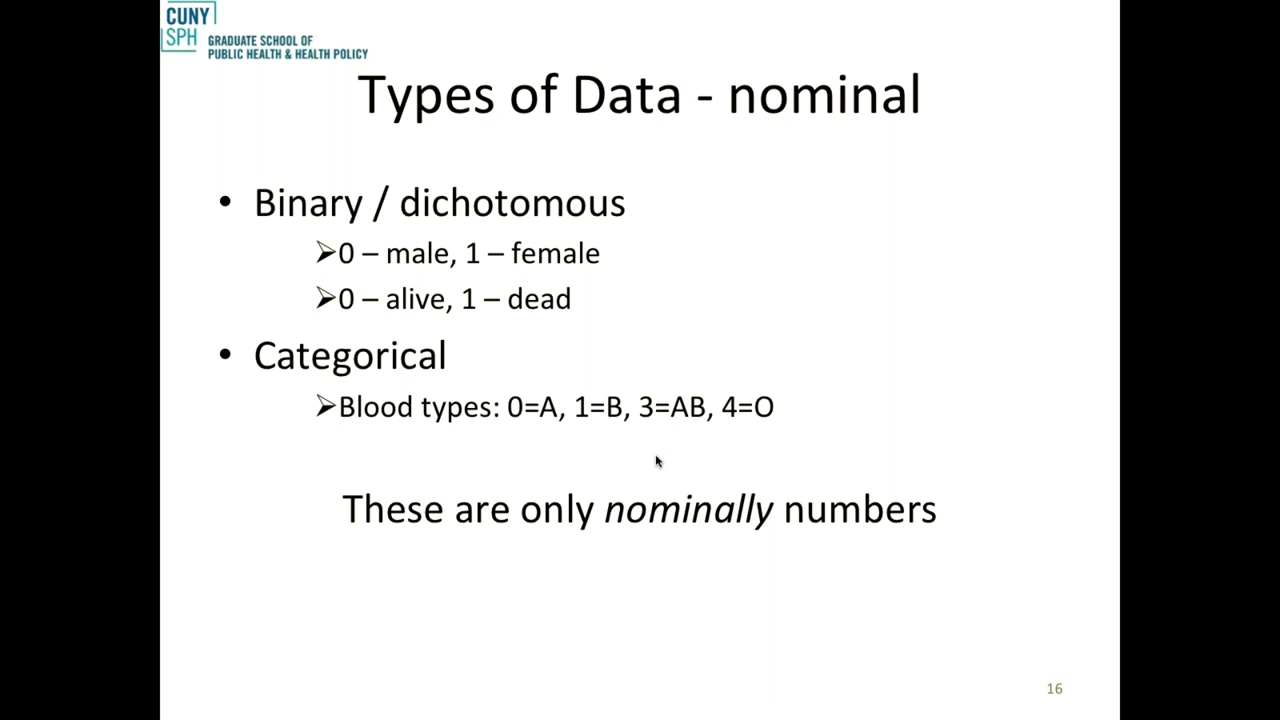 CUNY
SPH
GRADUATE SCHOOL OF
PUBLIC HEALTH & HEALTH POLICY
Types of Data - nominal
• Binary / dichotomous
➢0 – male, 1 – female
➢0 – alive, 1 – dead
• Categorical
➢Blood types: 0=A, 1=B, 3=AB, 4=O
These are only nominally numbers
16